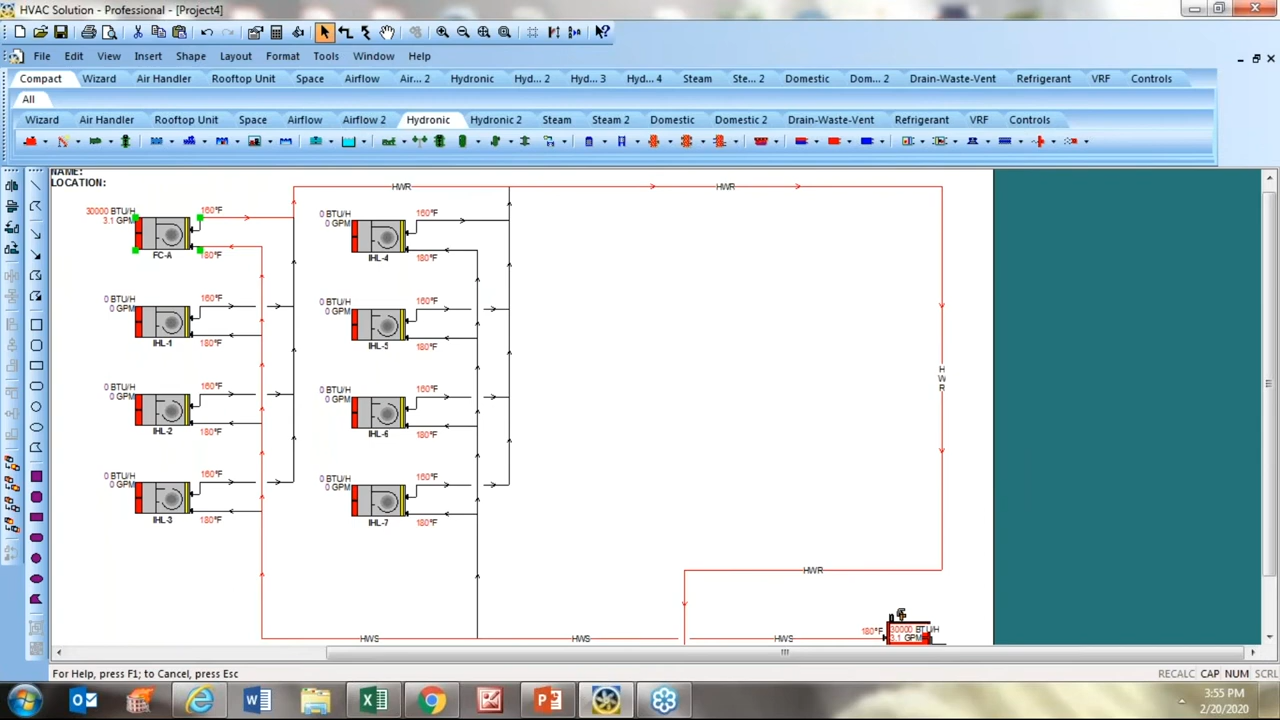 HVAC Solution - Professional - [Project4]
File Edit View Insert Shape Layout Format Tools Window Help
Compact Wizard Air Handler Rooftop Unit Space Airflow Air... 2 Hydronic Hyd... 2 Hyd... 3 Hyd... 4 Steam Ste... 2 Domestic Dom... 2 Drain-Waste-Vent Refrigerant VRF Controls
All
Wizard Air Handler Rooftop Unit Space Airflow Airflow 2 Hydronic Hydronic 2 Steam Steam 2 Domestic Domestic 2 Drain-Waste-Vent Refrigerant VRF Controls
NAME:
LOCATION:
HWR HWR
30000 BTU/H 160°F
3.1 GPM
FC-A 180°F
0 BTU/H 160°F
0 GPM
IHL-4 180°F
0 BTU/H 160°F
0 GPM
IHL-1 180°F
0 BTU/H 160°F
0 GPM
IHL-5 180°F
HWR
0 BTU/H 160°F
0 GPM
IHL-2 180°F
0 BTU/H 160°F
0 GPM
IHL-6 180°F
0 BTU/H 160°F
0 GPM
IHL-3 180°F
0 BTU/H 160°F
0 GPM
IHL-7 180°F
HWR
HWS HWS HWS
180°F 30000 BTU/H
3.1 GPM
For Help, press F1; to Cancel, press Esc RECALC CAP NUM SCRL
3:55 PM
2/20/2020